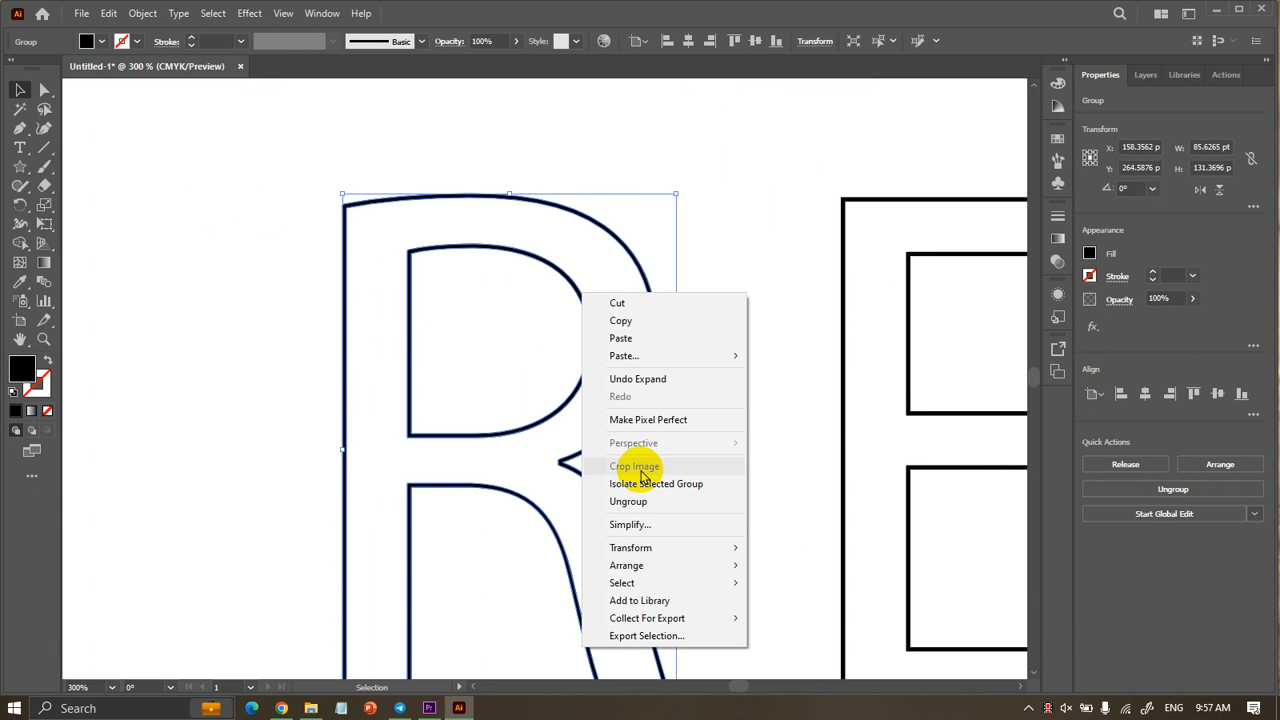 Ai File Edit Object Type Select Effect View Window Help
Group Stroke: Basic Opacity: 100% Style: Transform
Untitled-1* @ 300 % (CMYK/Preview) ×
Properties Layers Libraries Actions
Group
Transform
X: 158.3562 p W: 85.6265 pt
Y: 264.5876 p H: 131.3696 p
0°
Appearance
Fill
Stroke
Opacity 100%
fx.
Align
Quick Actions
Release Arrange
Ungroup
Start Global Edit
R
Cut
Copy
Paste
Paste...
Undo Expand
Redo
Make Pixel Perfect
Perspective
Crop Image
Isolate Selected Group
Ungroup
Simplify...
Transform
Arrange
Select
Add to Library
Collect For Export
Export Selection...
300% 0° 1 Selection
Search Pr Ai ENG 9:57 AM